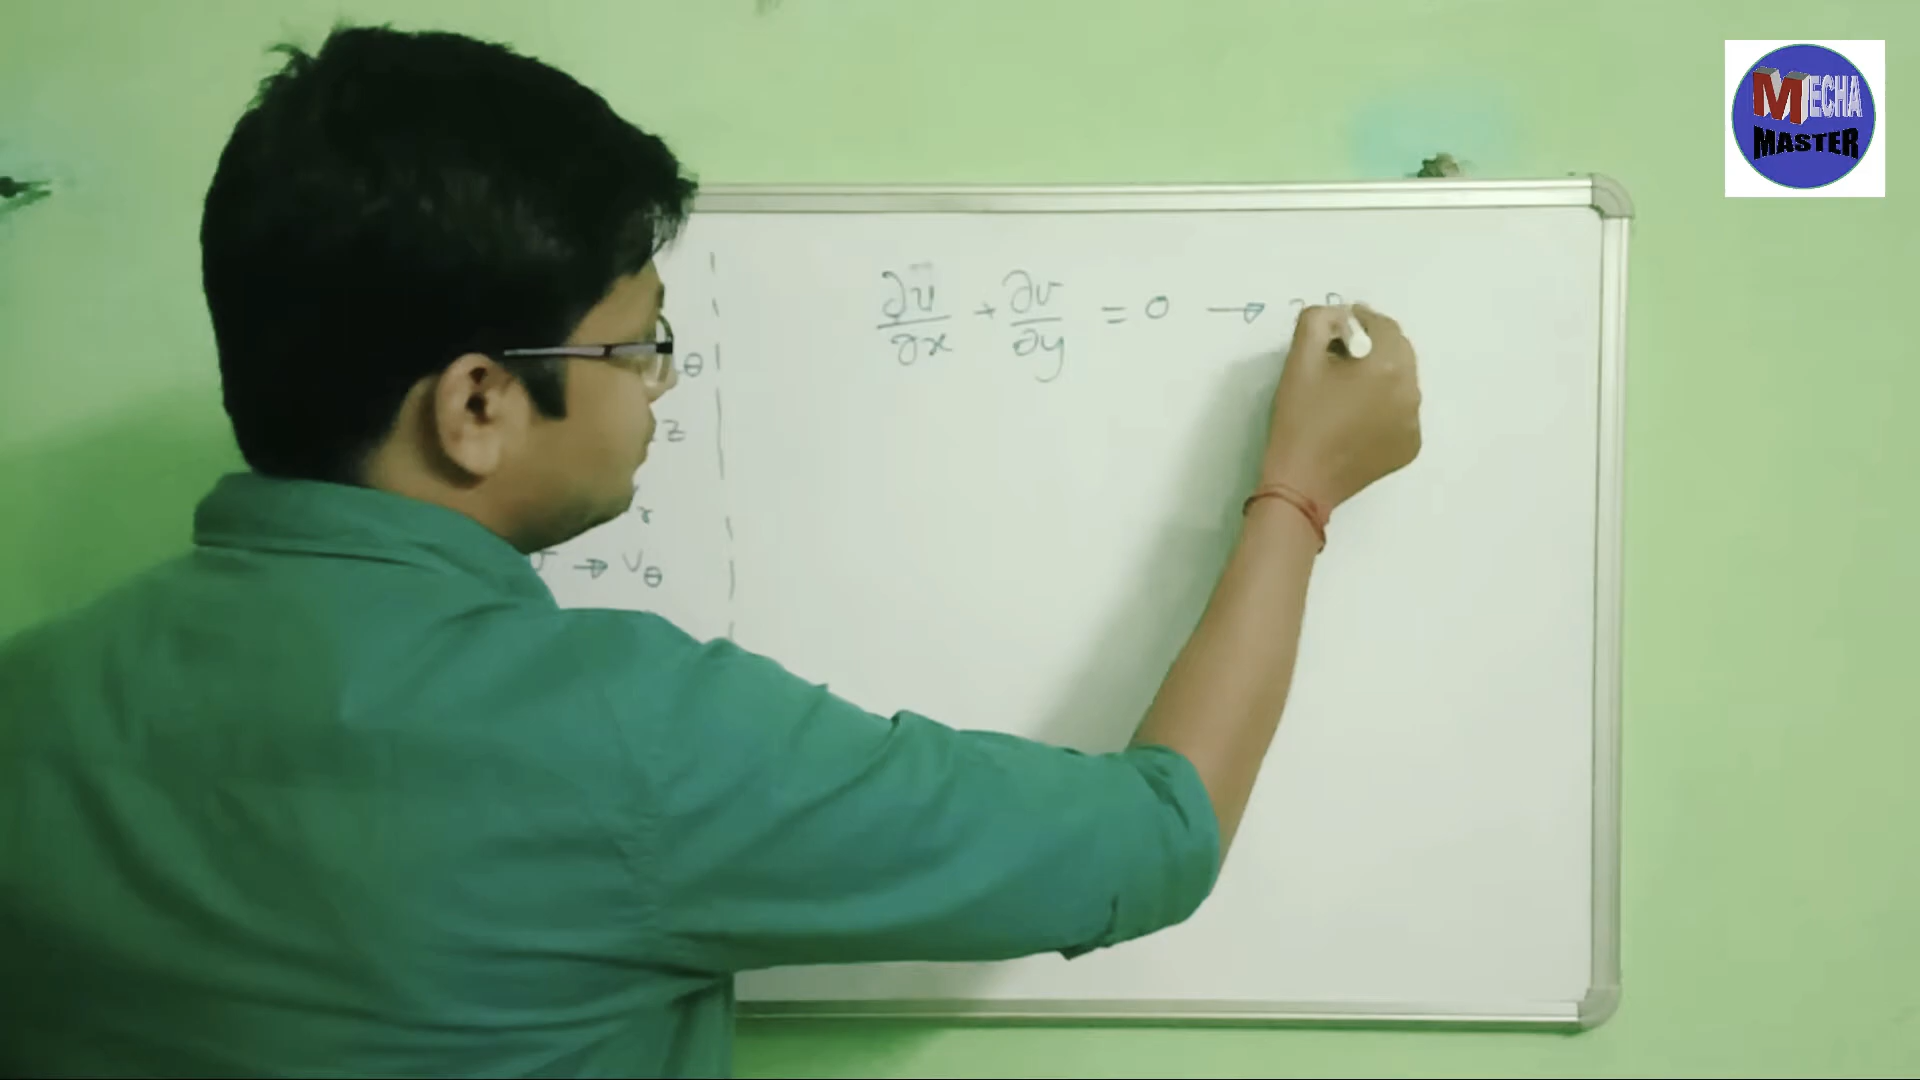 MECHA
MASTER
∂u/∂x + ∂v/∂y = 0 →
θ
z
r
→ vθ